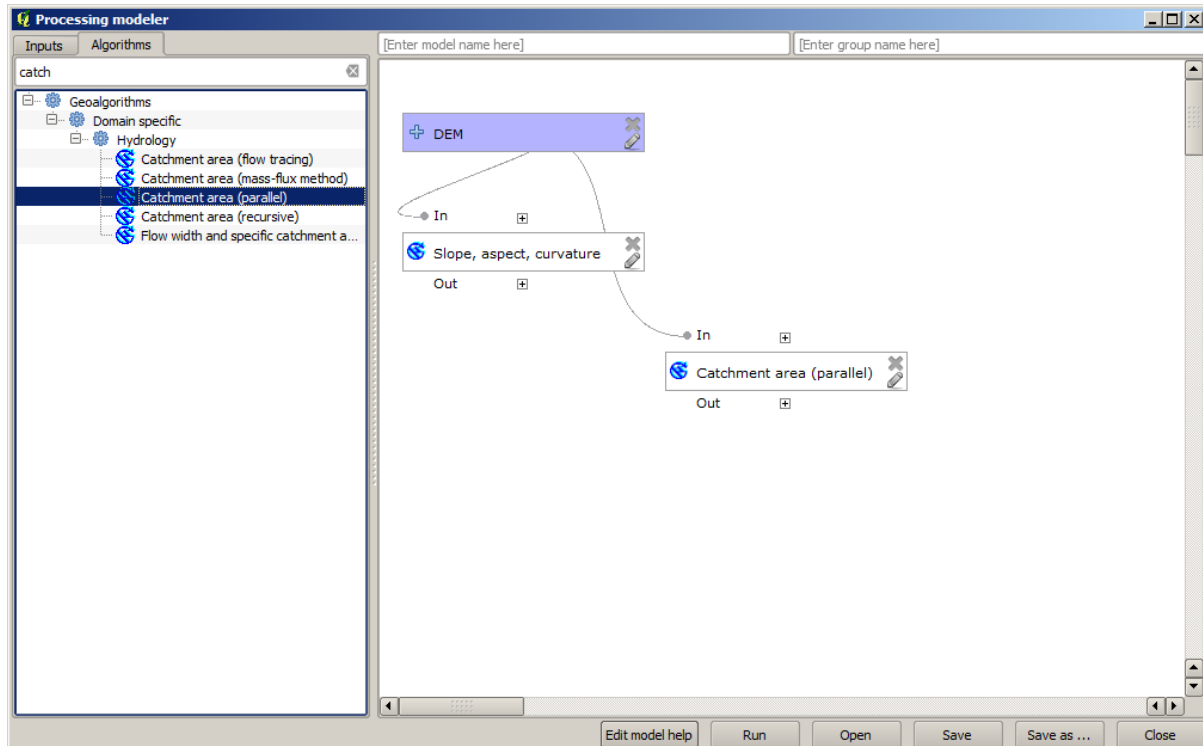 Processing modeler
Inputs Algorithms
[Enter model name here] [Enter group name here]
catch
Geoalgorithms
Domain specific
Hydrology
Catchment area (flow tracing)
Catchment area (mass-flux method)
Catchment area (parallel)
Catchment area (recursive)
Flow width and specific catchment a...
DEM
In
Slope, aspect, curvature
Out
In
Catchment area (parallel)
Out
Edit model help Run Open Save Save as ... Close